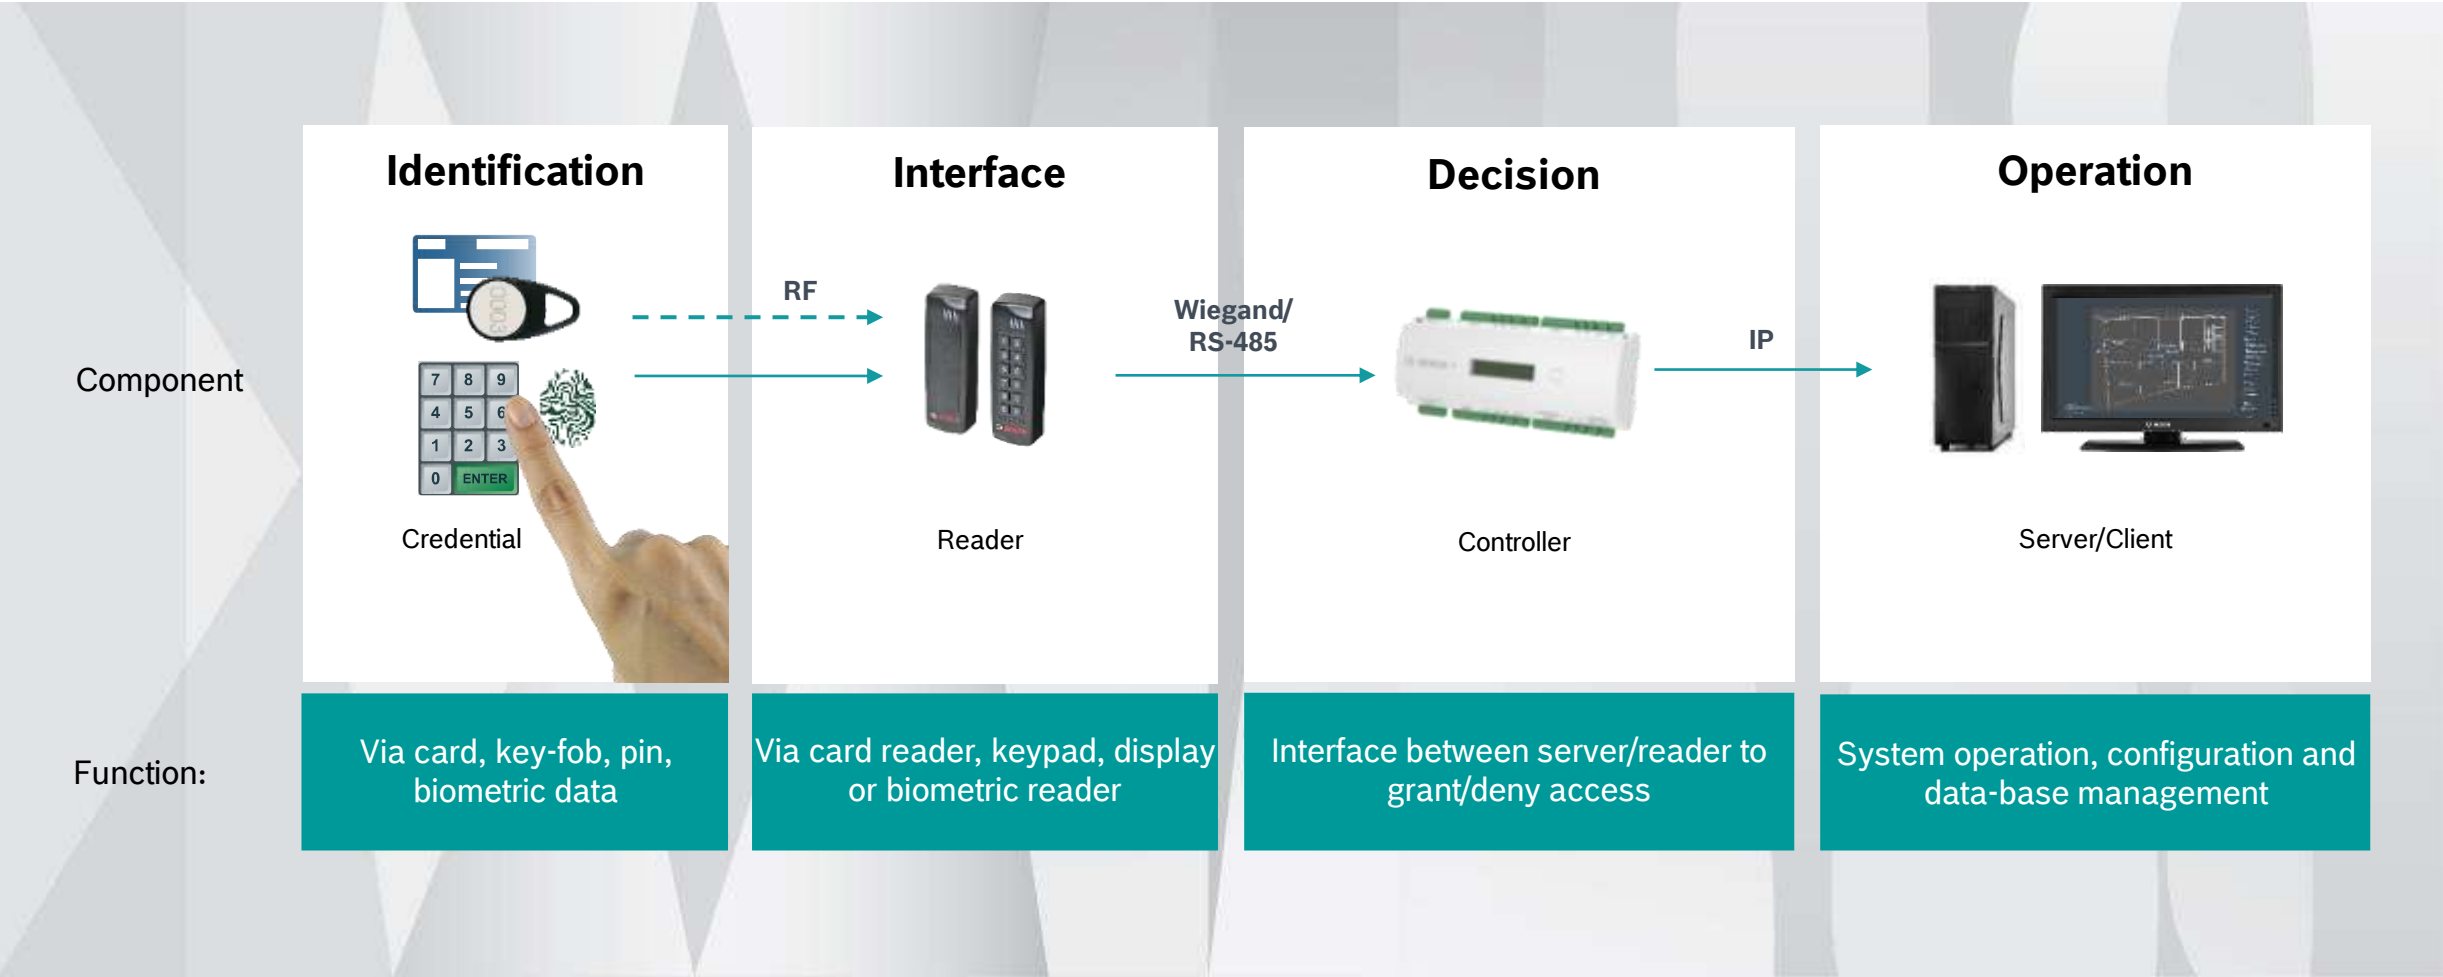 Identification
Interface
Decision
Operation
0003
RF
Wiegand/
RS-485
IP
Component
7 8 9
4 5 6
1 2 3
0 ENTER
Credential
Reader
Controller
Server/Client
Function:
Via card, key-fob, pin,
biometric data
Via card reader, keypad, display
or biometric reader
Interface between server/reader to
grant/deny access
System operation, configuration and
data-base management